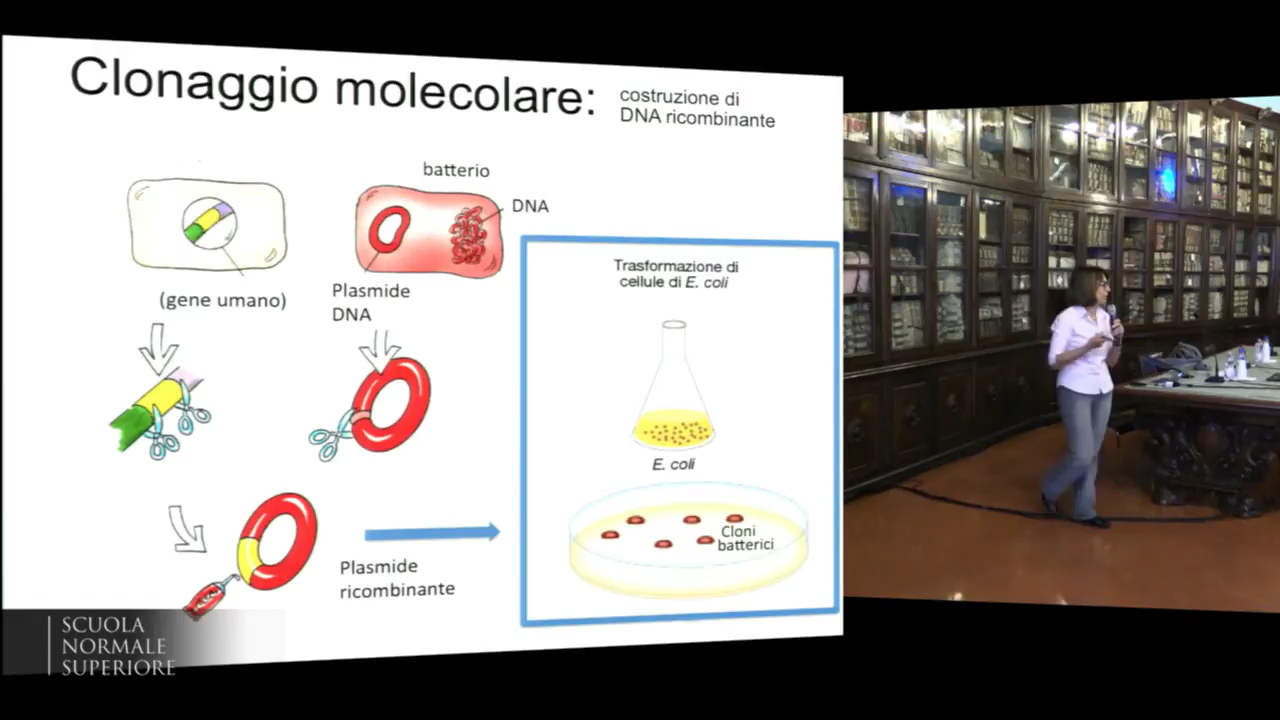 Clonaggio molecolare:
costruzione di
DNA ricombinante
batterio
DNA
(gene umano)
Plasmide
DNA
Trasformazione di
cellule di E. coli
E. coli
Cloni
batterici
Plasmide
ricombinante
SCUOLA
NORMALE
SUPERIORE